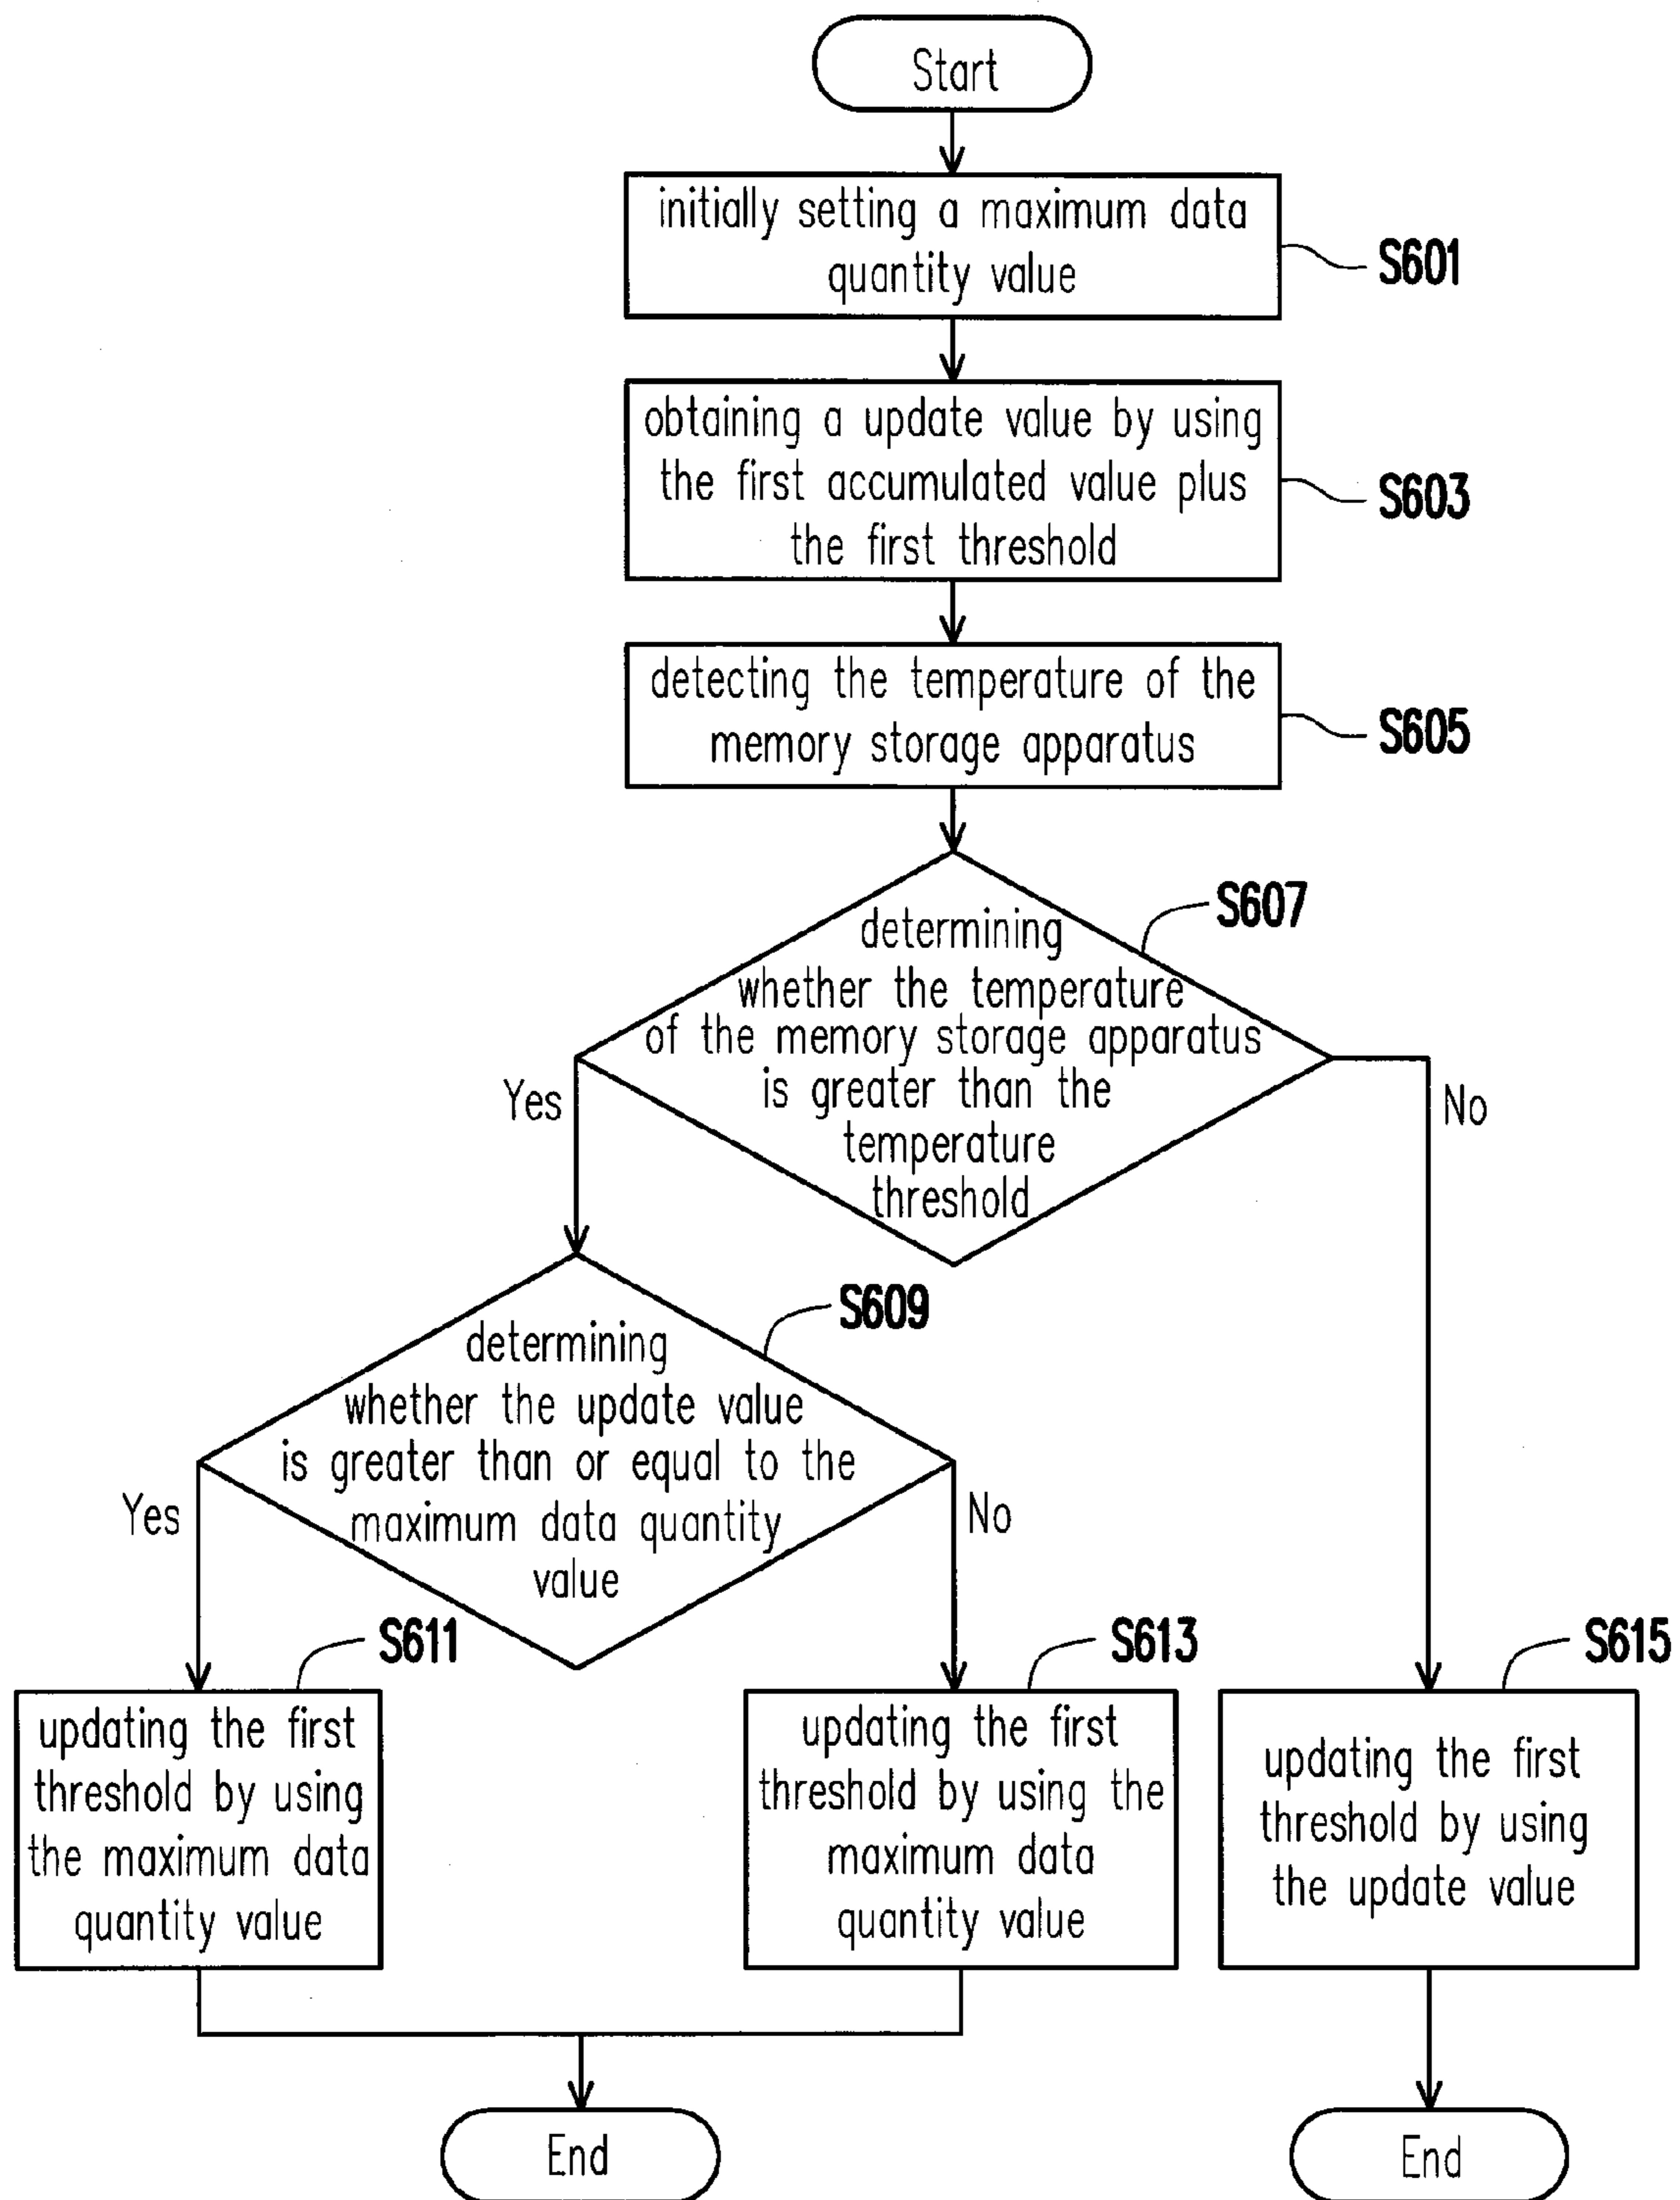 Start
initially setting a maximum data
quantity value
S601
obtaining a update value by using
the first accumulated value plus
the first threshold
S603
detecting the temperature of the
memory storage apparatus
S605
determining
whether the temperature
of the memory storage apparatus
is greater than the
temperature
threshold
S607
Yes
No
determining
whether the update value
is greater than or equal to the
maximum data quantity
value
S609
Yes
No
S611
updating the first
threshold by using
the maximum data
quantity value
S613
updating the first
threshold by using the
maximum data
quantity value
S615
updating the first
threshold by using
the update value
End
End